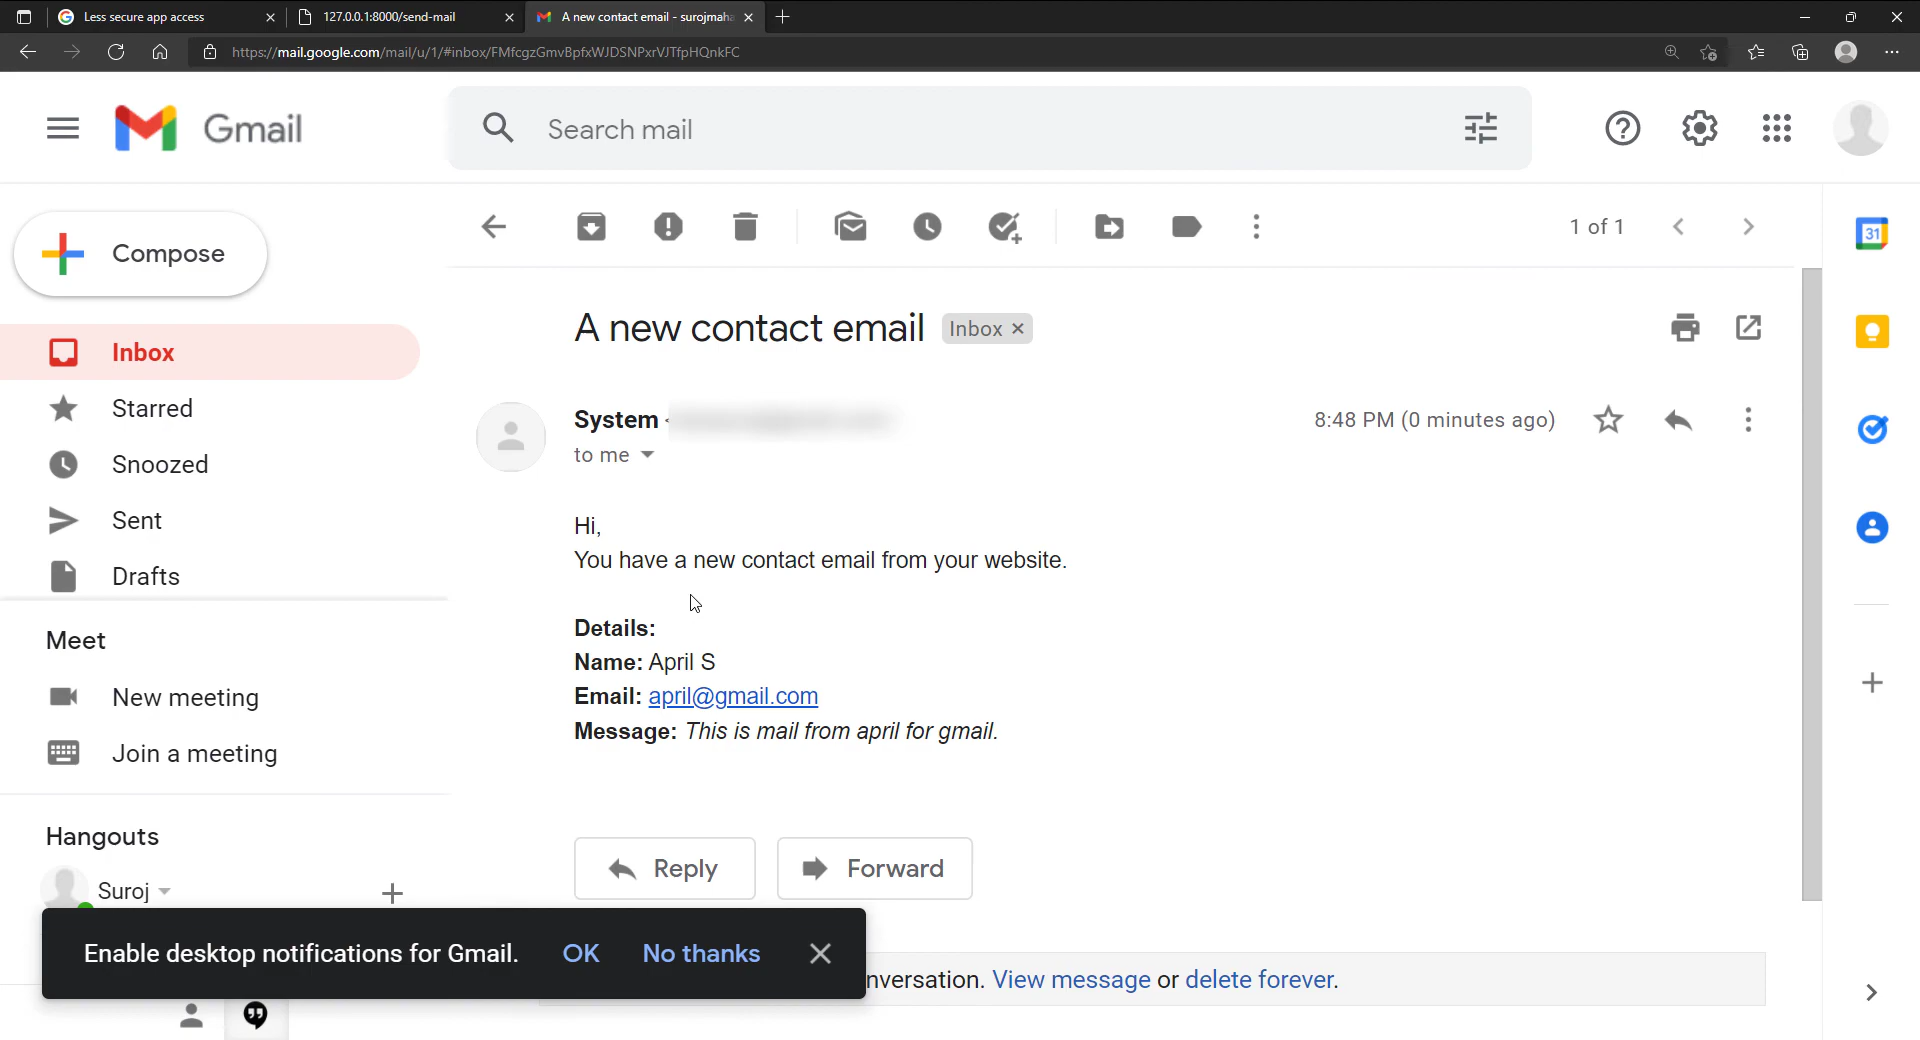 Less secure app access
127.0.0.1:8000/send-mail
A new contact email - surojmaha
https://mail.google.com/mail/u/1/#inbox/FMfcgzGmvBpfxWJDSNPxrVJTfpHQnkFC
Gmail
Search mail
Compose
1 of 1
31
Inbox
Starred
Snoozed
Sent
Drafts
Meet
New meeting
Join a meeting
Hangouts
Suroj
A new contact email Inbox ×
System <
8:48 PM (0 minutes ago)
to me
Hi,
You have a new contact email from your website.
Details:
Name: April S
Email: april@gmail.com
Message: This is mail from april for gmail.
Reply
Forward
Enable desktop notifications for Gmail. OK No thanks
nversation. View message or delete forever.